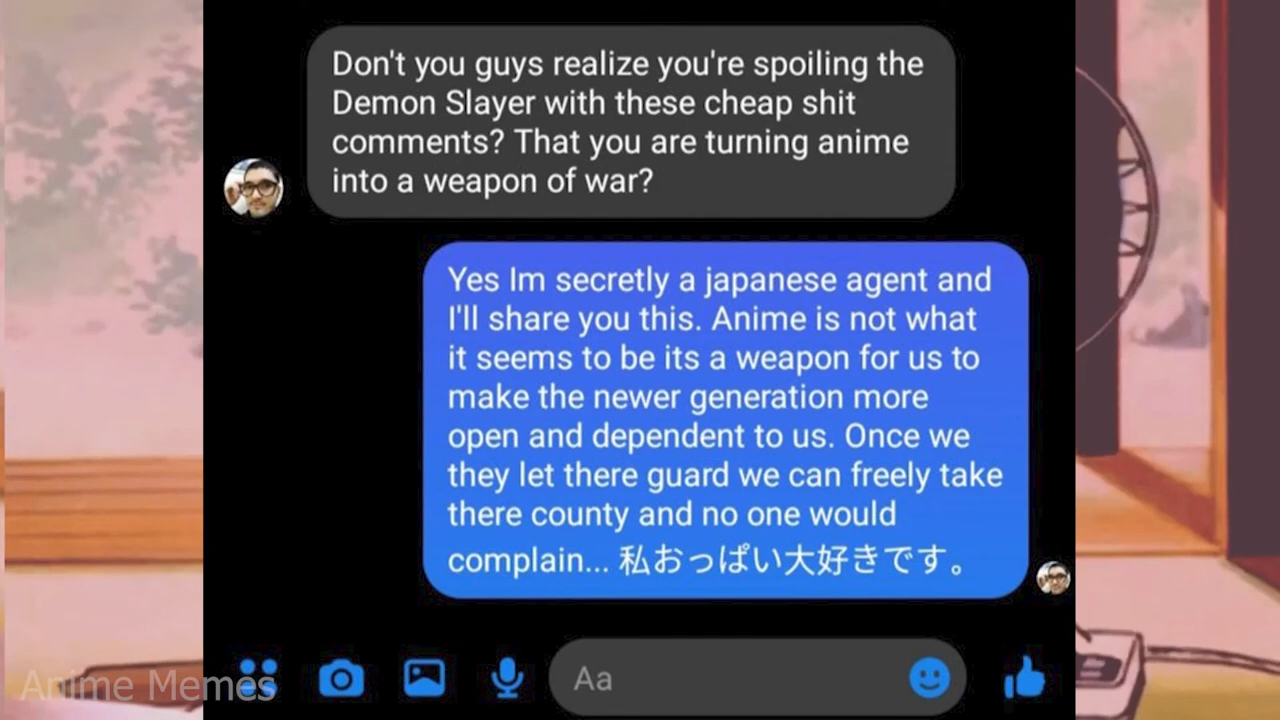 Don't you guys realize you're spoiling the
Demon Slayer with these cheap shit
comments? That you are turning anime
into a weapon of war?
Yes Im secretly a japanese agent and
I'll share you this. Anime is not what
it seems to be its a weapon for us to
make the newer generation more
open and dependent to us. Once we
they let there guard we can freely take
there county and no one would
complain... 私おっぱい大好きです。
Aa
Anime Memes